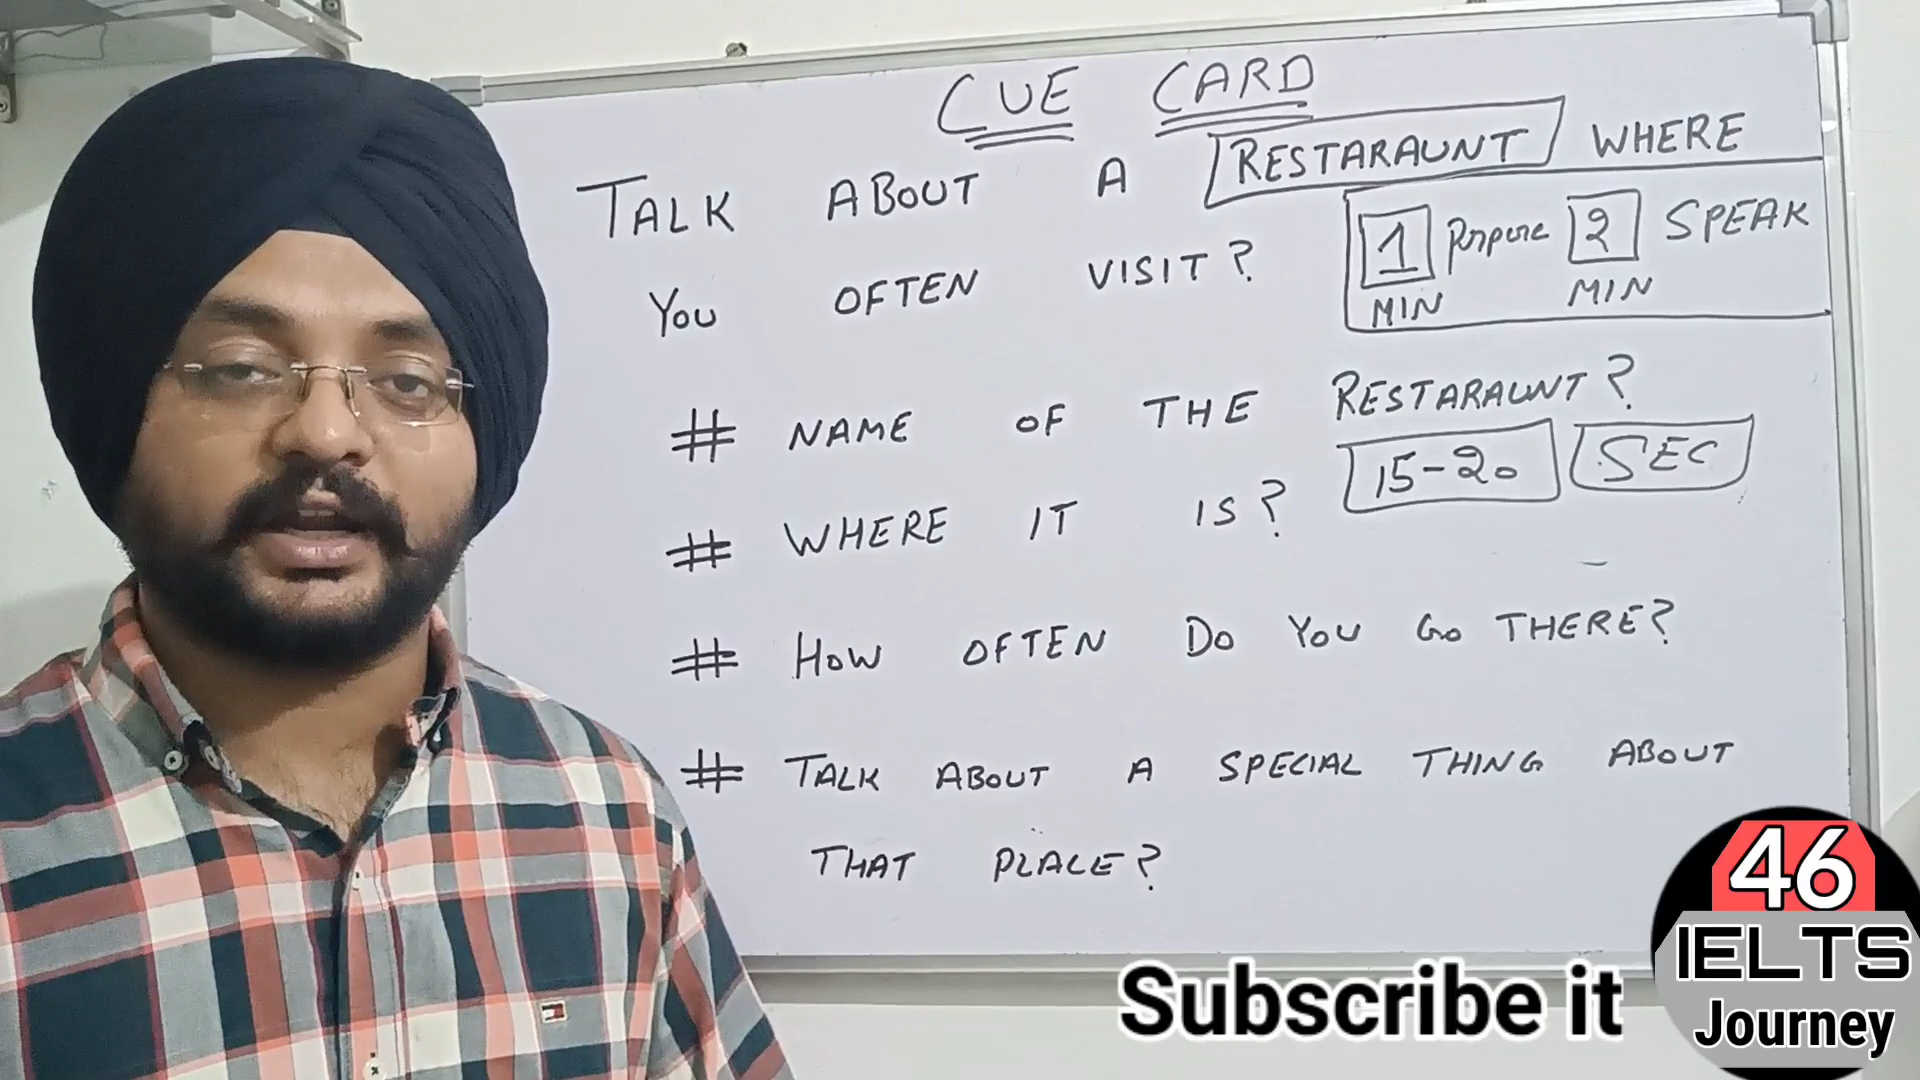 CUE CARD
TALK ABOUT A RESTARAUNT WHERE
YOU OFTEN VISIT?
1 MIN 2 MIN SPEAK
# NAME OF THE RESTARAUNT?
15-20 SEC
# WHERE IT IS?
# HOW OFTEN DO YOU GO THERE?
# TALK ABOUT A SPECIAL THING ABOUT
THAT PLACE?
46
IELTS
Journey
Subscribe it